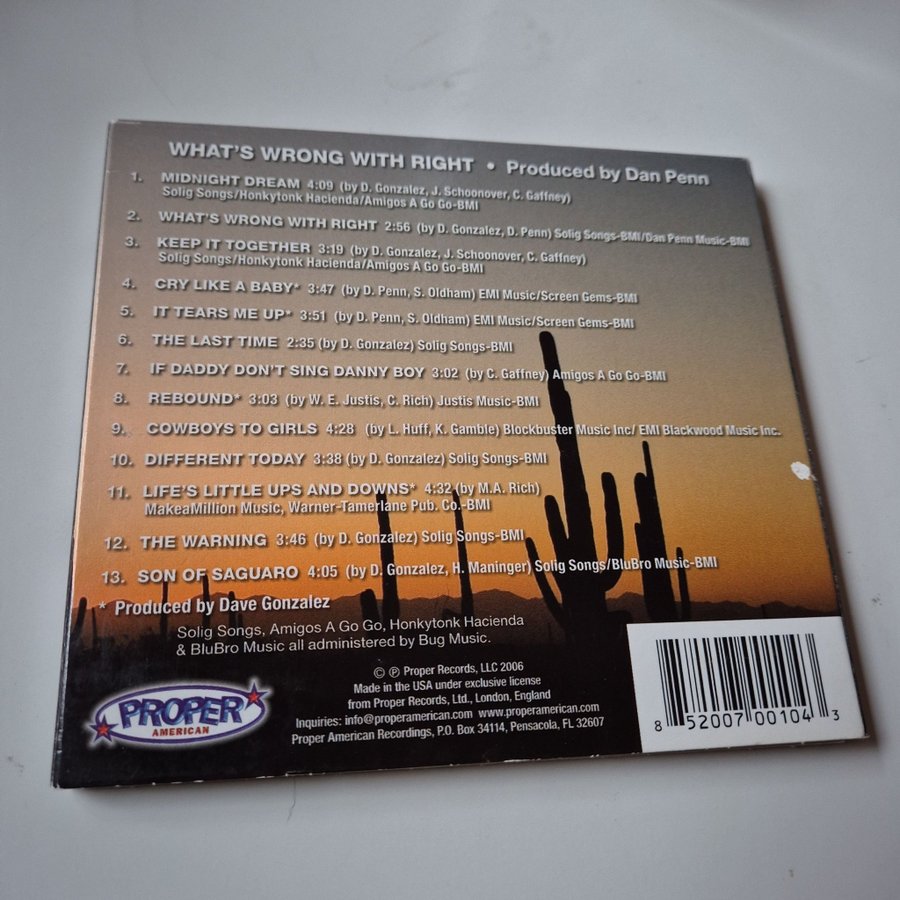 WHAT'S WRONG WITH RIGHT • Produced by Dan Penn
1. MIDNIGHT DREAM 4:09 (by D. Gonzalez, J. Schoonover, C. Gaffney)
Solig Songs/Honkytonk Hacienda/Amigos A Go Go-BMI
2. WHAT'S WRONG WITH RIGHT 2:56 (by D. Gonzalez, D. Penn) Solig Songs-BMI/Dan Penn Music-BMI
3. KEEP IT TOGETHER 3:19 (by D. Gonzalez, J. Schoonover, C. Gaffney)
Solig Songs/Honkytonk Hacienda/Amigos A Go Go-BMI
4. CRY LIKE A BABY* 3:47 (by D. Penn, S. Oldham) EMI Music/Screen Gems-BMI
5. IT TEARS ME UP* 3:51 (by D. Penn, S. Oldham) EMI Music/Screen Gems-BMI
6. THE LAST TIME 2:35 (by D. Gonzalez) Solig Songs-BMI
7. IF DADDY DON'T SING DANNY BOY 3:02 (by C. Gaffney) Amigos A Go Go-BMI
8. REBOUND* 3:03 (by W. E. Justis, C. Rich) Justis Music-BMI
9. COWBOYS TO GIRLS 4:28 (by L. Huff, K. Gamble) Blockbuster Music Inc/ EMI Blackwood Music Inc.
10. DIFFERENT TODAY 3:38 (by D. Gonzalez) Solig Songs-BMI
11. LIFE'S LITTLE UPS AND DOWNS* 4:32 (by M.A. Rich)
MakeaMillion Music, Warner-Tamerlane Pub. Co.-BMI
12. THE WARNING 3:46 (by D. Gonzalez) Solig Songs-BMI
13. SON OF SAGUARO 4:05 (by D. Gonzalez, H. Maninger) Solig Songs/BluBro Music-BMI
* Produced by Dave Gonzalez
Solig Songs, Amigos A Go Go, Honkytonk Hacienda
& BluBro Music all administered by Bug Music.
© ℗ Proper Records, LLC 2006
Made in the USA under exclusive license
from Proper Records, Ltd., London, England
Inquiries: info@properamerican.com www.properamerican.com
Proper American Recordings, P.O. Box 34114, Pensacola, FL 32607
PROPER
AMERICAN
8 52007 00104 3